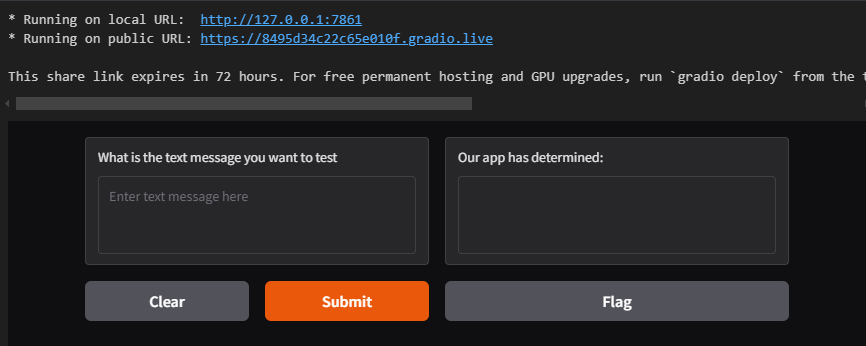 * Running on local URL:  http://127.0.0.1:7861
* Running on public URL: https://8495d34c22c65e010f.gradio.live
This share link expires in 72 hours. For free permanent hosting and GPU upgrades, run `gradio deploy` from the
What is the text message you want to test
Our app has determined:
Enter text message here
Clear
Submit
Flag